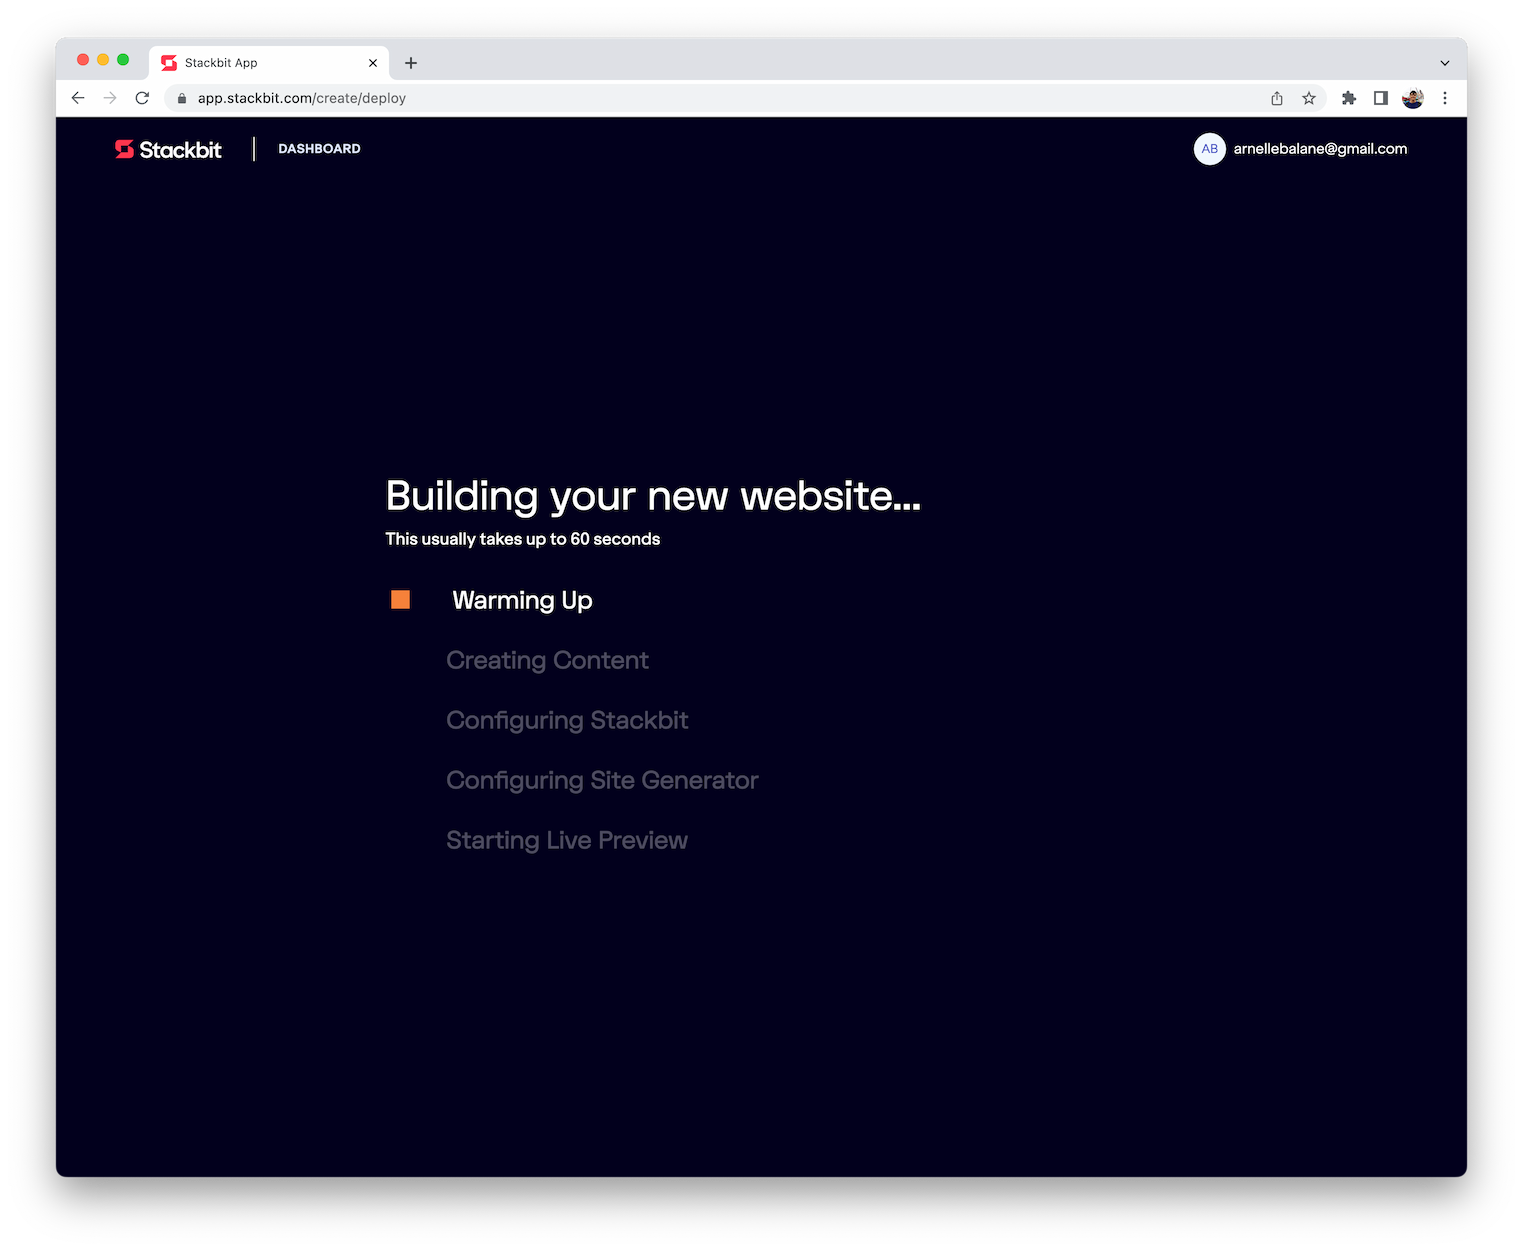 Stackbit App
app.stackbit.com/create/deploy
Stackbit
DASHBOARD
AB
arnellebalane@gmail.com
Building your new website...
This usually takes up to 60 seconds
Warming Up
Creating Content
Configuring Stackbit
Configuring Site Generator
Starting Live Preview